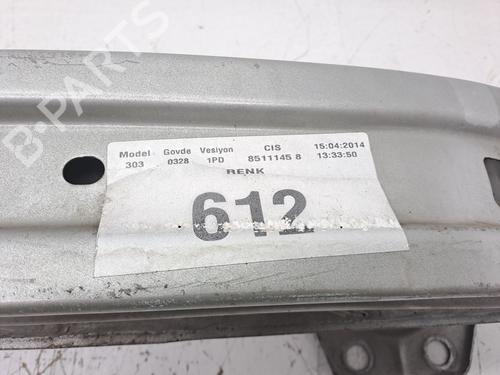 B-PARTS
Model Govde Vesiyon CIS 15:04:2014
303 0328 1PD 8511145 8 13:33:50
RENK
612